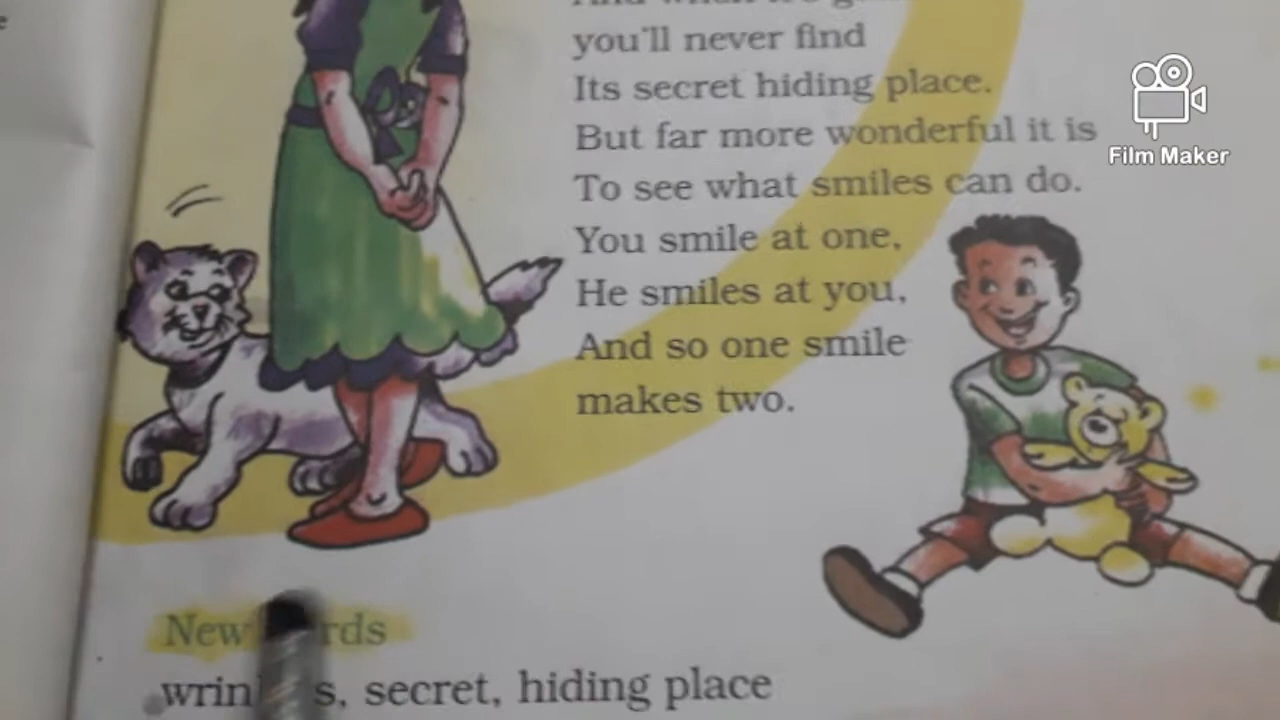 you'll never find
Its secret hiding place.
But far more wonderful it is
To see what smiles can do.
You smile at one,
He smiles at you,
And so one smile
makes two.
Film Maker
New
secret, hiding place